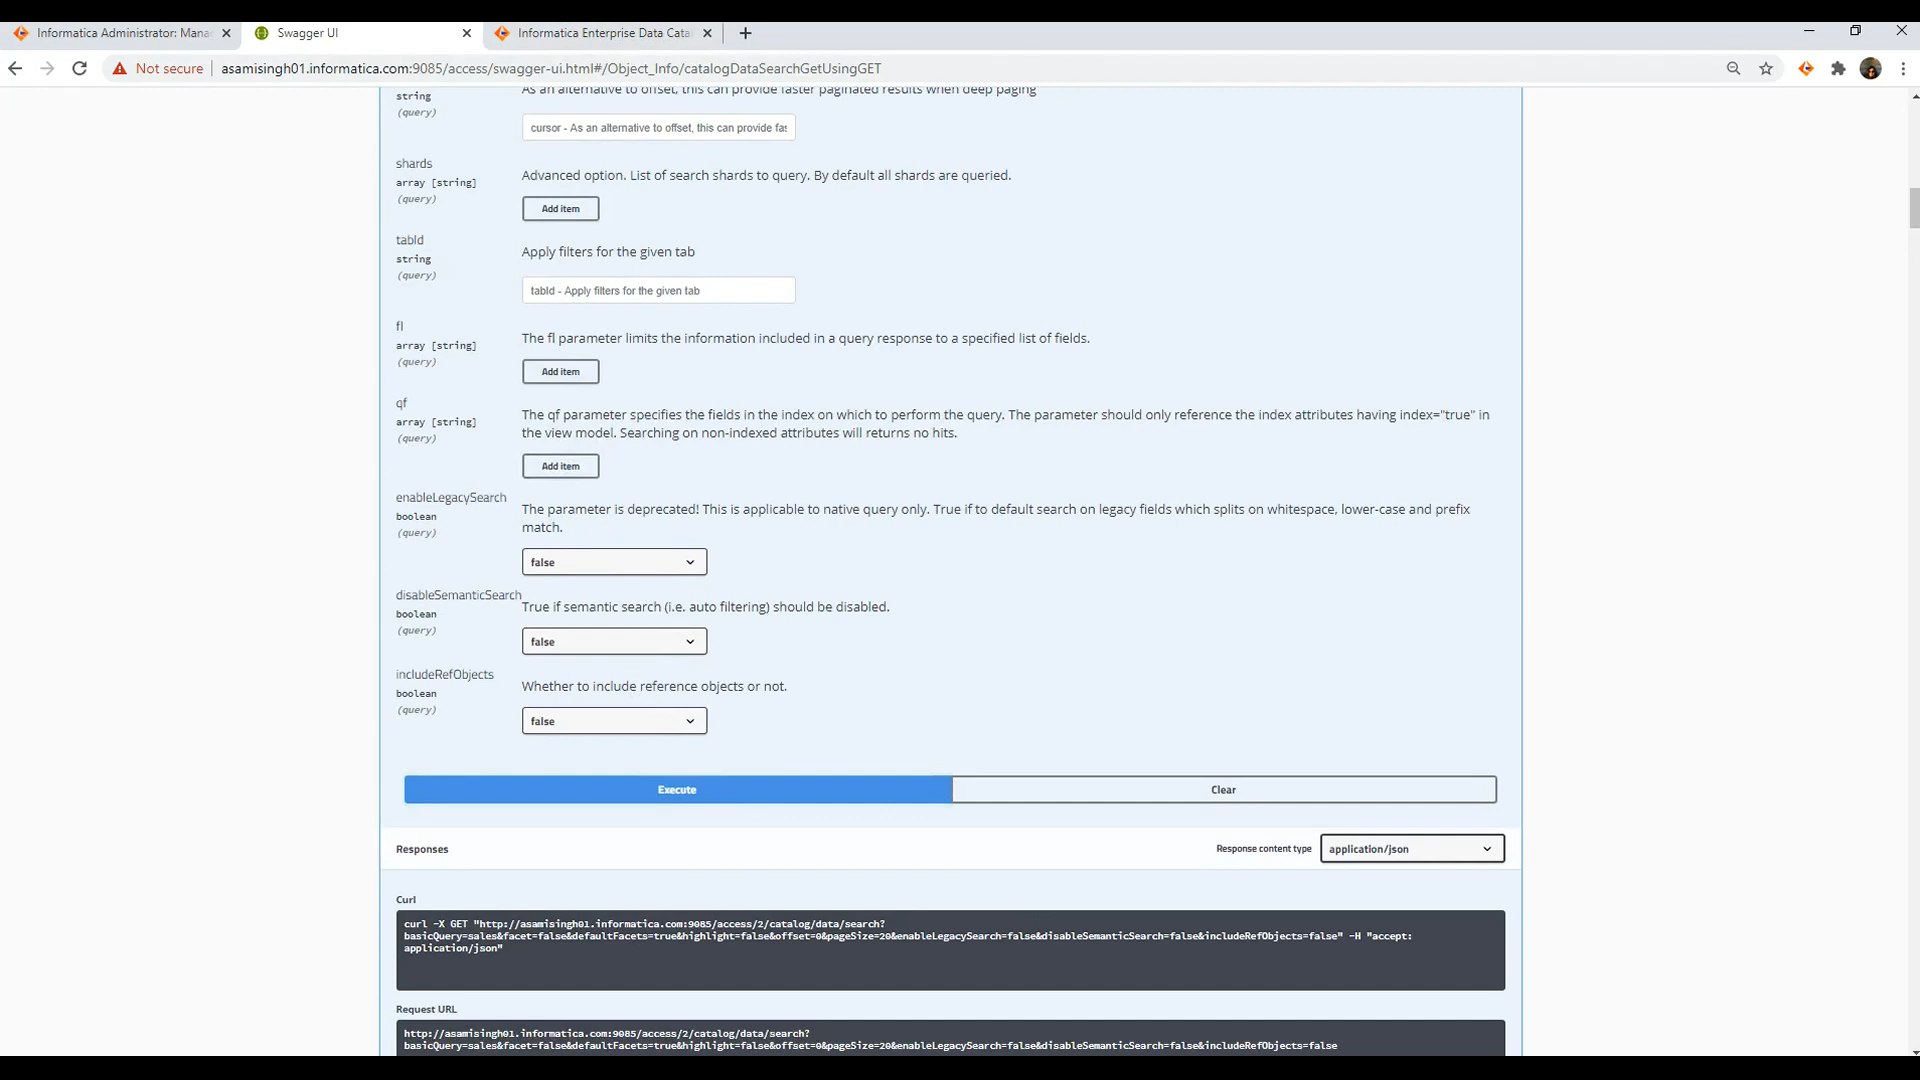 Informatica Administrator: Mana
Swagger UI
Informatica Enterprise Data Cata
Not secure
asamisingh01.informatica.com:9085/access/swagger-ui.html#/Object_Info/catalogDataSearchGetUsingGET
string
As an alternative to offset, this can provide faster paginated results when deep paging
(query)
cursor - As an alternative to offset, this can provide fas
shards
array [string]
Advanced option. List of search shards to query. By default all shards are queried.
(query)
Add item
tabId
string
Apply filters for the given tab
(query)
tabId - Apply filters for the given tab
fl
array [string]
The fl parameter limits the information included in a query response to a specified list of fields.
(query)
Add item
qf
array [string]
The qf parameter specifies the fields in the index on which to perform the query. The parameter should only reference the index attributes having index="true" in
(query)
the view model. Searching on non-indexed attributes will returns no hits.
Add item
enableLegacySearch
boolean
The parameter is deprecated! This is applicable to native query only. True if to default search on legacy fields which splits on whitespace, lower-case and prefix
(query)
match.
false
disableSemanticSearch
boolean
True if semantic search (i.e. auto filtering) should be disabled.
(query)
false
includeRefObjects
boolean
Whether to include reference objects or not.
(query)
false
Execute
Clear
Responses
Response content type
application/json
Curl
curl -X GET "http://asamisingh01.informatica.com:9085/access/2/catalog/data/search?
basicQuery=sales&facet=false&defaultFacets=true&highlight=false&offset=0&pageSize=20&enableLegacySearch=false&disableSemanticSearch=false&includeRefObjects=false" -H "accept:
application/json"
Request URL
http://asamisingh01.informatica.com:9085/access/2/catalog/data/search?
basicQuery=sales&facet=false&defaultFacets=true&highlight=false&offset=0&pageSize=20&enableLegacySearch=false&disableSemanticSearch=false&includeRefObjects=false